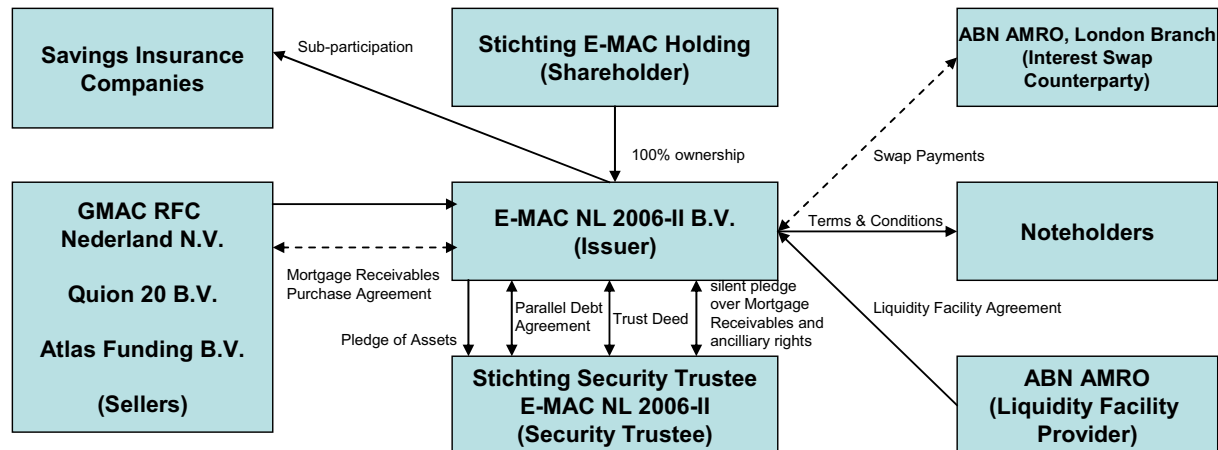 Savings Insurance
Companies
Sub-participation
Stichting E-MAC Holding
(Shareholder)
ABN AMRO, London Branch
(Interest Swap
Counterparty)
100% ownership
Swap Payments
GMAC RFC
Nederland N.V.
Quion 20 B.V.
Atlas Funding B.V.
(Sellers)
Mortgage Receivables
Purchase Agreement
E-MAC NL 2006-II B.V.
(Issuer)
Terms & Conditions
Noteholders
Pledge of Assets
Parallel Debt
Agreement
Trust Deed
silent pledge
over Mortgage
Receivables and
ancilliary rights
Liquidity Facility Agreement
Stichting Security Trustee
E-MAC NL 2006-II
(Security Trustee)
ABN AMRO
(Liquidity Facility
Provider)